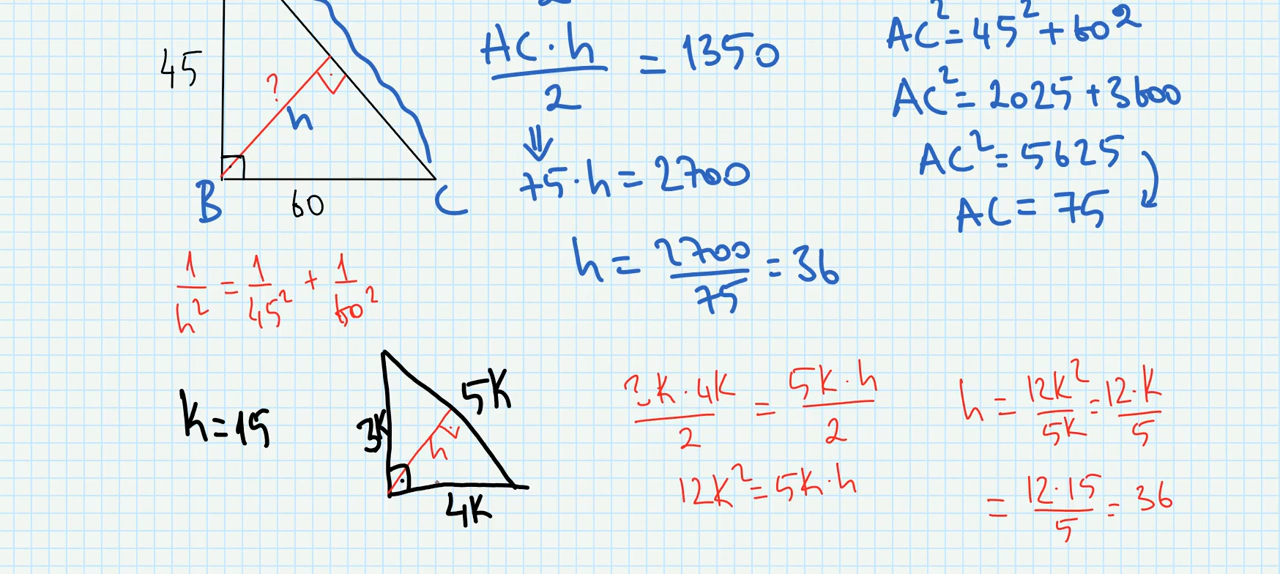 45
?
h
B
60
C
AC · h / 2 = 1350
⇓
75 · h = 2700
h = 2700 / 75 = 36
AC² = 45² + 60²
AC² = 2025 + 3600
AC² = 5625
AC = 75
1/h² = 1/45² + 1/60²
k = 15
3K
5K
h
4K
3K · 4K / 2 = 5K · h / 2
12K² = 5K · h
h = 12K² / 5K = 12 · K / 5
= 12 · 15 / 5 = 36